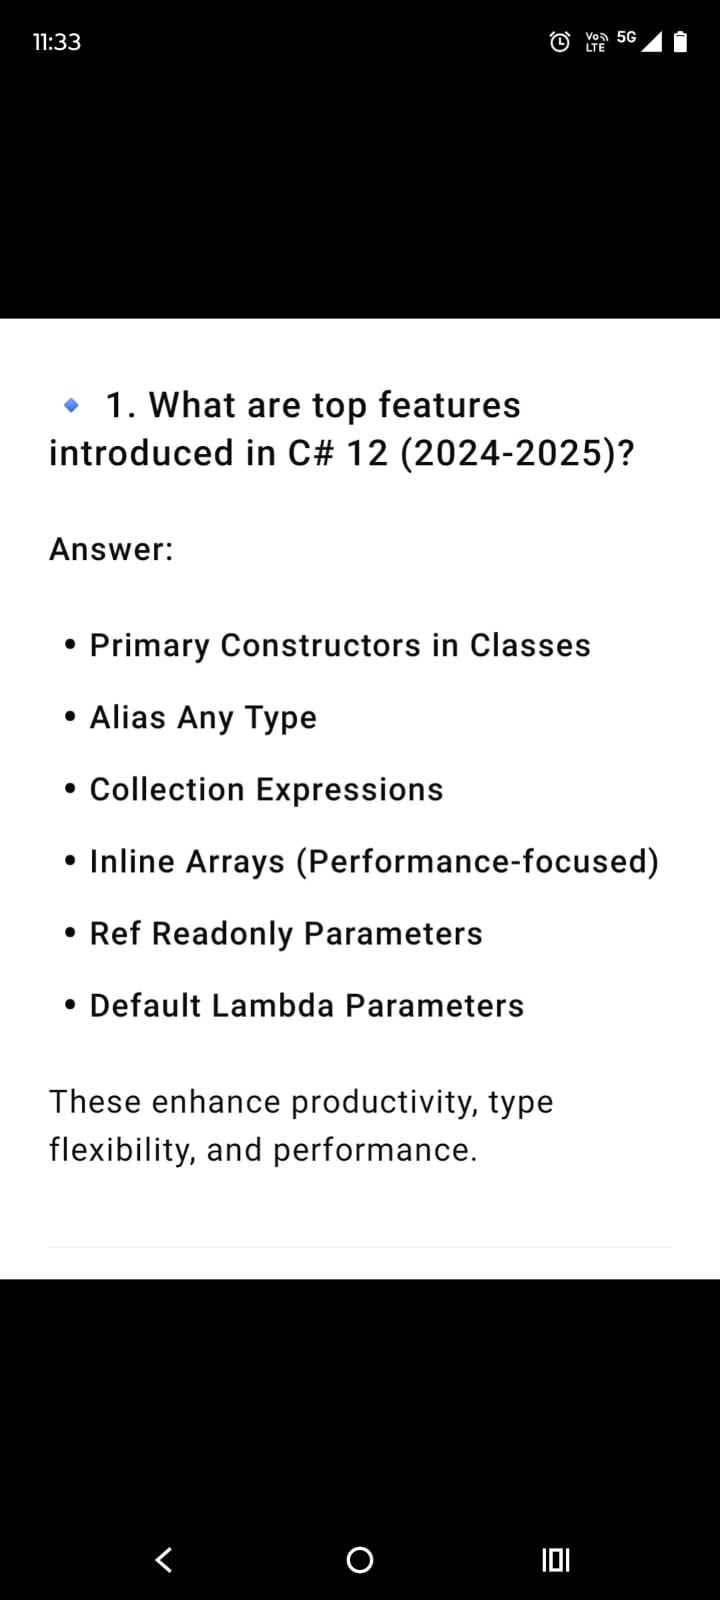 11:33
Vo)) LTE 5G
🔹 1. What are top features
introduced in C# 12 (2024-2025)?
Answer:
• Primary Constructors in Classes
• Alias Any Type
• Collection Expressions
• Inline Arrays (Performance-focused)
• Ref Readonly Parameters
• Default Lambda Parameters
These enhance productivity, type
flexibility, and performance.